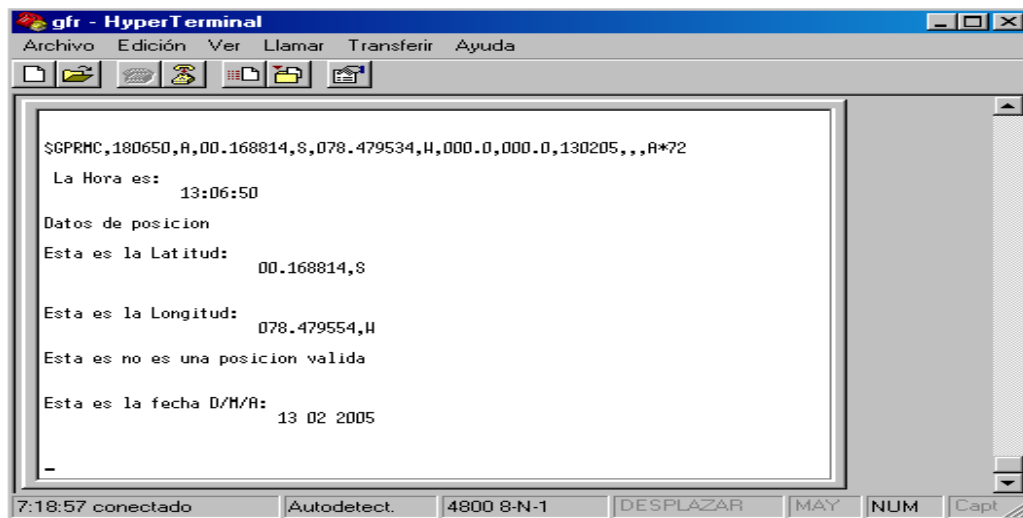 gfr - HyperTerminal
Archivo Edición Ver Llamar Transferir Ayuda
$GPRMC,180650,A,00.168814,S,078.479534,W,000.0,000.0,130205,,,A*72
La Hora es:
13:06:50
Datos de posicion
Esta es la Latitud:
00.168814,S
Esta es la Longitud:
078.479554,W
Esta es no es una posicion valida
Esta es la fecha D/M/A:
13 02 2005
7:18:57 conectado Autodetect. 4800 8-N-1 DESPLAZAR MAY NUM Capt